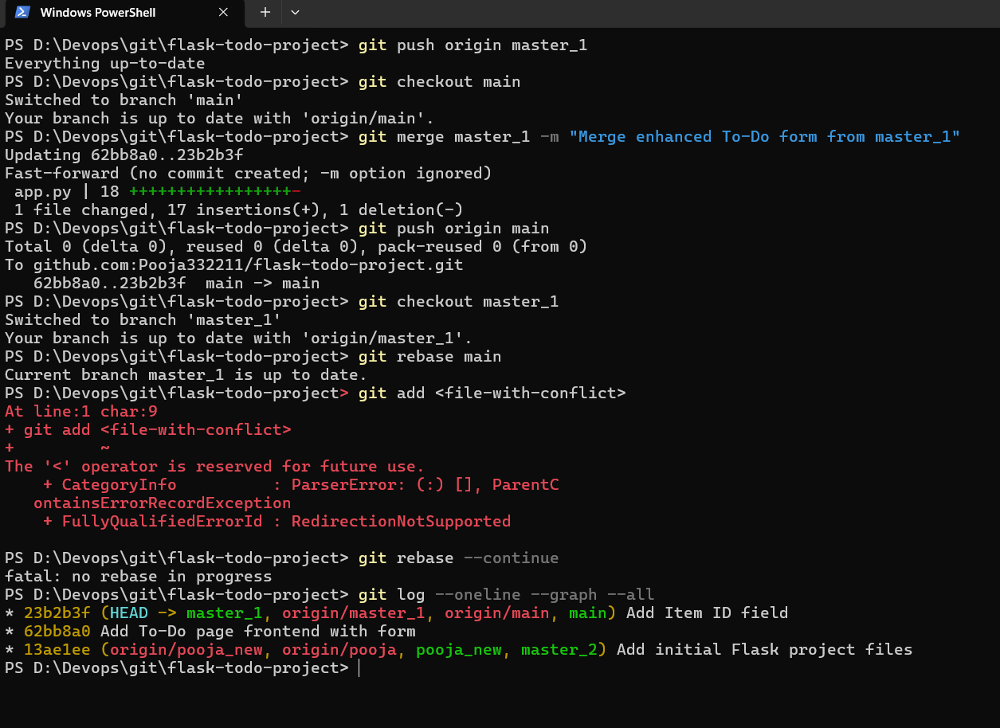 Windows PowerShell
PS D:\Devops\git\flask-todo-project> git push origin master_1
Everything up-to-date
PS D:\Devops\git\flask-todo-project> git checkout main
Switched to branch 'main'
Your branch is up to date with 'origin/main'.
PS D:\Devops\git\flask-todo-project> git merge master_1 -m "Merge enhanced To-Do form from master_1"
Updating 62bb8a0..23b2b3f
Fast-forward (no commit created; -m option ignored)
 app.py | 18 +++++++++++++++++-
 1 file changed, 17 insertions(+), 1 deletion(-)
PS D:\Devops\git\flask-todo-project> git push origin main
Total 0 (delta 0), reused 0 (delta 0), pack-reused 0 (from 0)
To github.com:Pooja332211/flask-todo-project.git
   62bb8a0..23b2b3f  main -> main
PS D:\Devops\git\flask-todo-project> git checkout master_1
Switched to branch 'master_1'
Your branch is up to date with 'origin/master_1'.
PS D:\Devops\git\flask-todo-project> git rebase main
Current branch master_1 is up to date.
PS D:\Devops\git\flask-todo-project> git add <file-with-conflict>
At line:1 char:9
+ git add <file-with-conflict>
+         ~
The '<' operator is reserved for future use.
    + CategoryInfo          : ParserError: (:) [], ParentC
   ontainsErrorRecordException
    + FullyQualifiedErrorId : RedirectionNotSupported
PS D:\Devops\git\flask-todo-project> git rebase --continue
fatal: no rebase in progress
PS D:\Devops\git\flask-todo-project> git log --oneline --graph --all
* 23b2b3f (HEAD -> master_1, origin/master_1, origin/main, main) Add Item ID field
* 62bb8a0 Add To-Do page frontend with form
* 13ae1ee (origin/pooja_new, origin/pooja, pooja_new, master_2) Add initial Flask project files
PS D:\Devops\git\flask-todo-project>